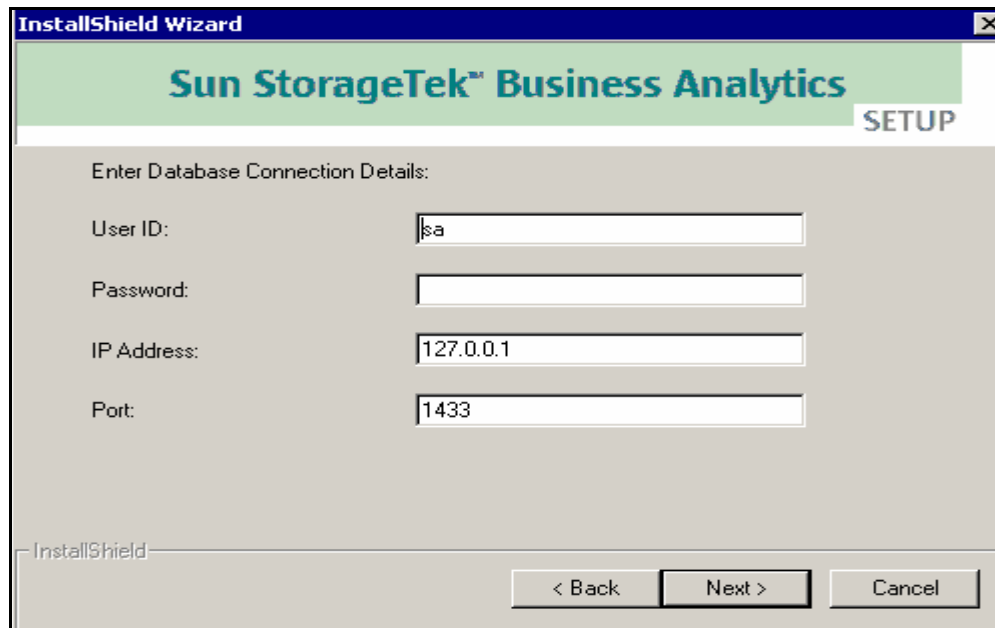 InstallShield Wizard
Sun StorageTek™ Business Analytics
SETUP
Enter Database Connection Details:
User ID: sa
Password:
IP Address: 127.0.0.1
Port: 1433
InstallShield
< Back Next > Cancel